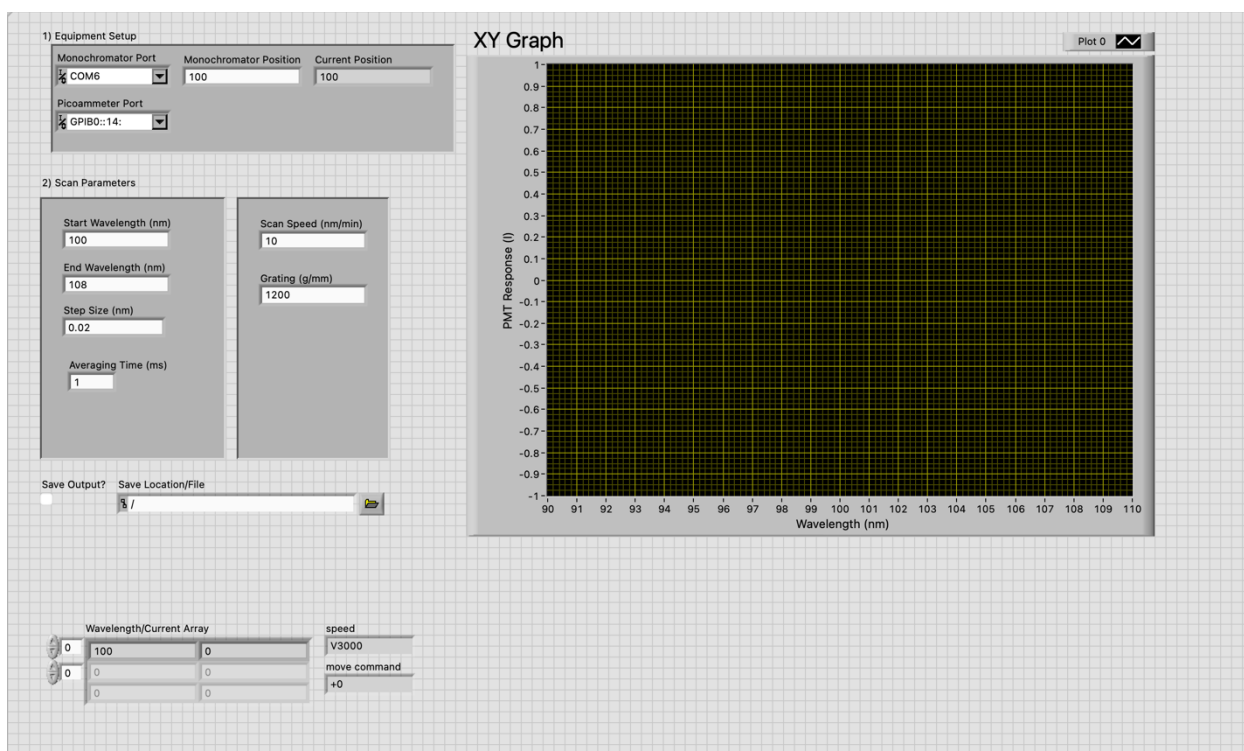 1) Equipment Setup
Monochromator Port
COM6
Monochromator Position
100
Current Position
100
Picoammeter Port
GPIB0::14:
2) Scan Parameters
Start Wavelength (nm)
100
End Wavelength (nm)
108
Step Size (nm)
0.02
Averaging Time (ms)
1
Scan Speed (nm/min)
10
Grating (g/mm)
1200
Save Output?
Save Location/File
/
XY Graph
Plot 0
PMT Response (I)
1
0.9
0.8
0.7
0.6
0.5
0.4
0.3
0.2
0.1
0
-0.1
-0.2
-0.3
-0.4
-0.5
-0.6
-0.7
-0.8
-0.9
-1
90 91 92 93 94 95 96 97 98 99 100 101 102 103 104 105 106 107 108 109 110
Wavelength (nm)
Wavelength/Current Array
0
0
100 0
0 0
0 0
speed
V3000
move command
+0